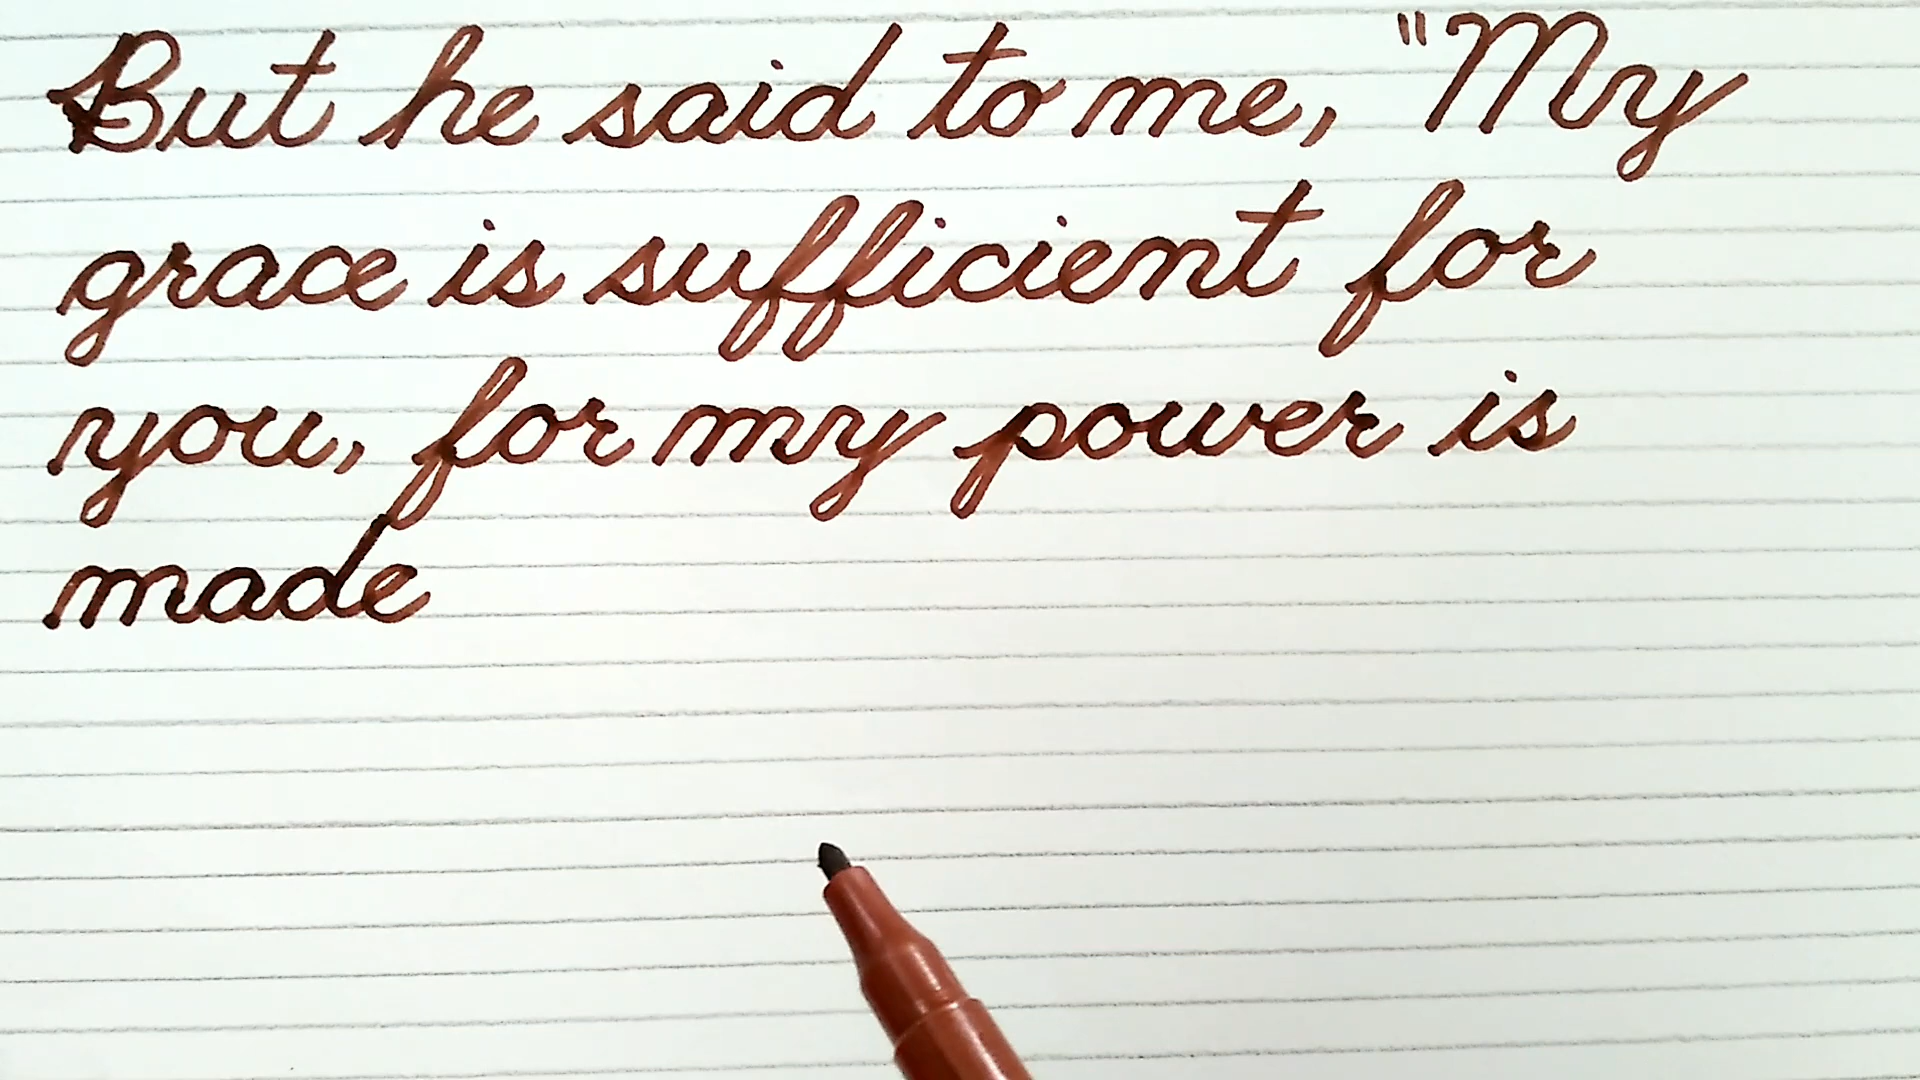 But he said to me, "My
grace is sufficient for
you, for my power is
made